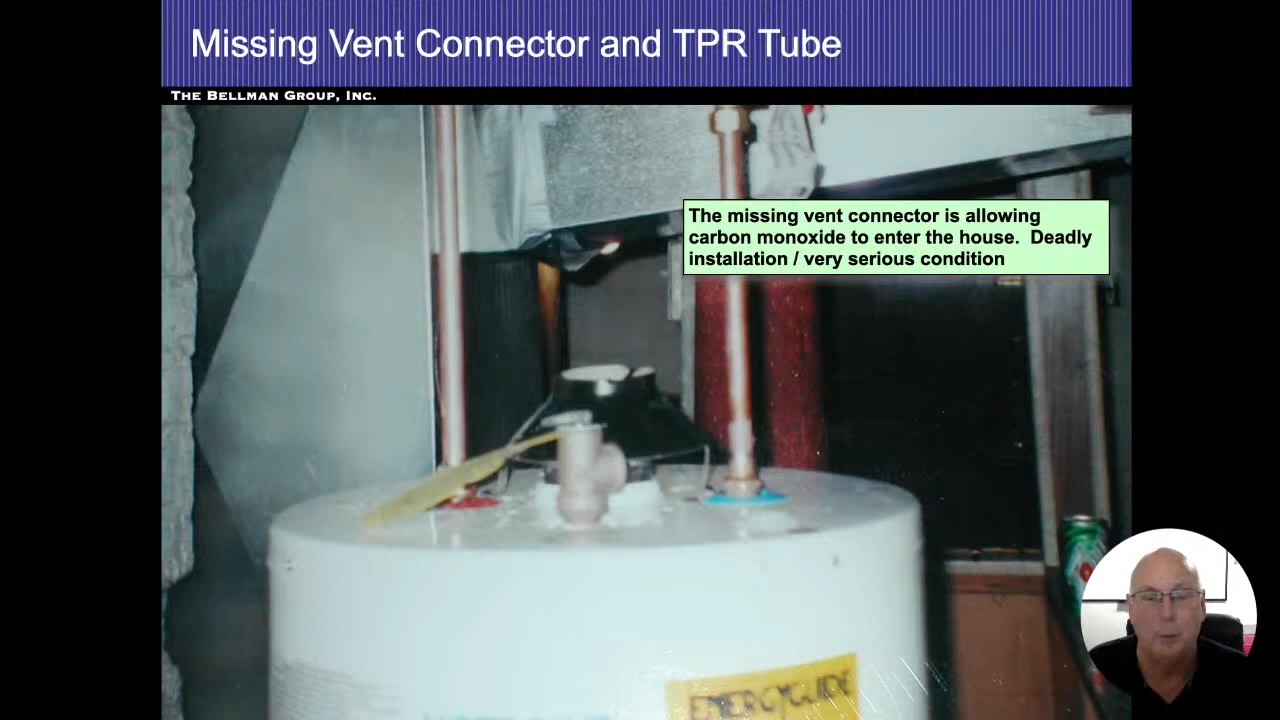 Missing Vent Connector and TPR Tube
THE BELLMAN GROUP, INC.
The missing vent connector is allowing
carbon monoxide to enter the house.  Deadly
installation / very serious condition
ENERGYGUIDE